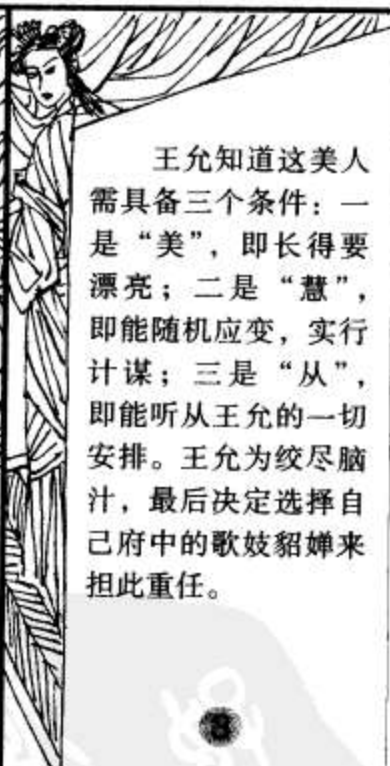 王允知道这美人
需具备三个条件：一
是“美”，即长得要
漂亮；二是“慧”，
即能随机应变，实行
计谋；三是“从”，
即能听从王允的一切
安排。王允为绞尽脑
汁，最后决定选择自
己府中的歌妓貂婵来
担此重任。